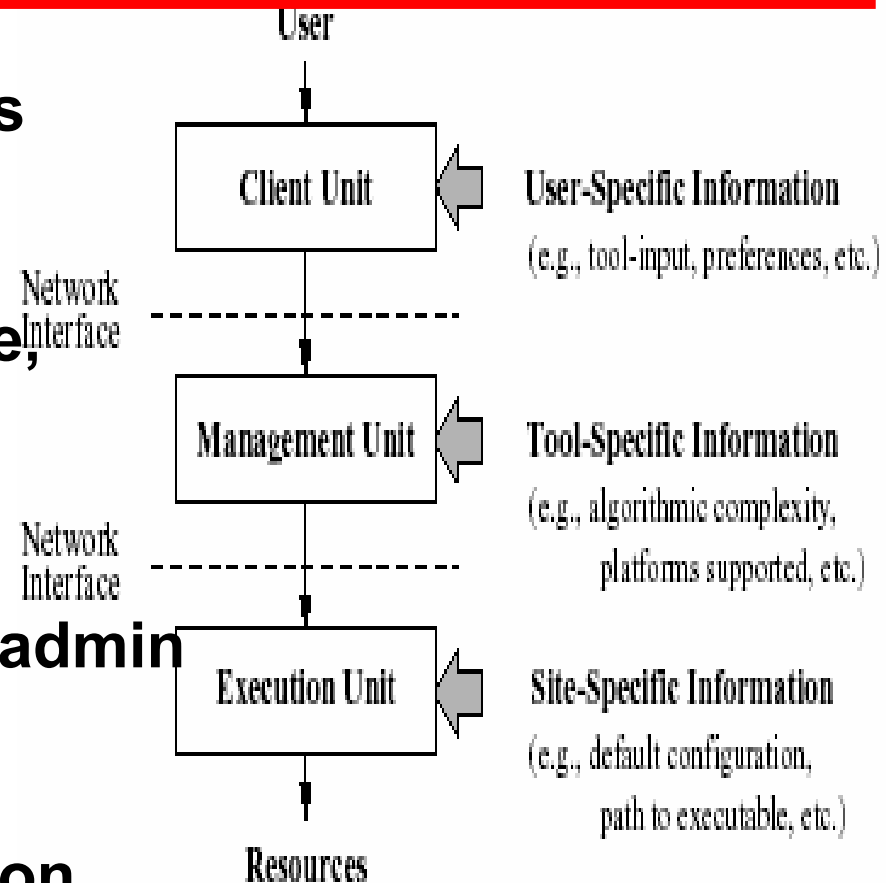 User
s
Client Unit
User-Specific Information
(e.g., tool-input, preferences, etc.)
Network
Interface
e,
Management Unit
Tool-Specific Information
(e.g., algorithmic complexity,
platforms supported, etc.)
Network
Interface
admin
Execution Unit
Site-Specific Information
(e.g., default configuration,
path to executable, etc.)
Resources
on